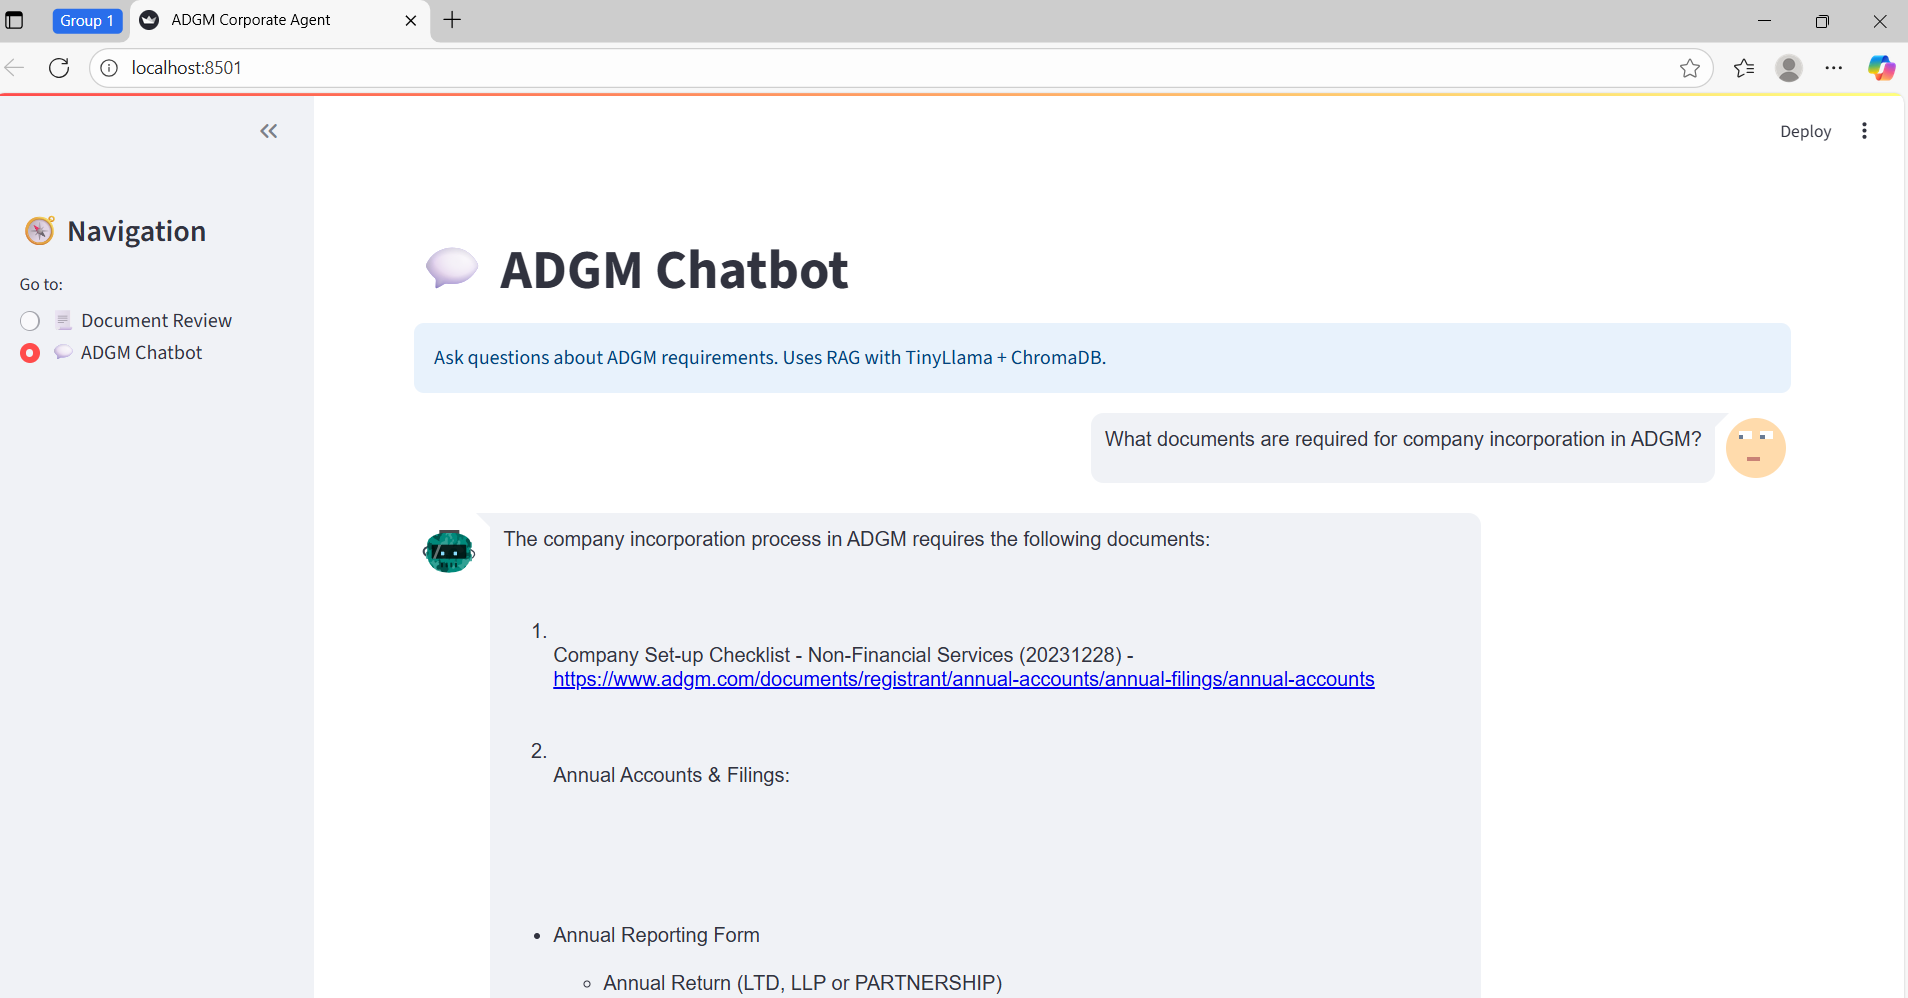 Group 1
ADGM Corporate Agent
localhost:8501
Deploy
Navigation
Go to:
Document Review
ADGM Chatbot
ADGM Chatbot
Ask questions about ADGM requirements. Uses RAG with TinyLlama + ChromaDB.
What documents are required for company incorporation in ADGM?
The company incorporation process in ADGM requires the following documents:
1.
Company Set-up Checklist - Non-Financial Services (20231228) -
https://www.adgm.com/documents/registrant/annual-accounts/annual-filings/annual-accounts
2.
Annual Accounts & Filings:
• Annual Reporting Form
◦ Annual Return (LTD, LLP or PARTNERSHIP)